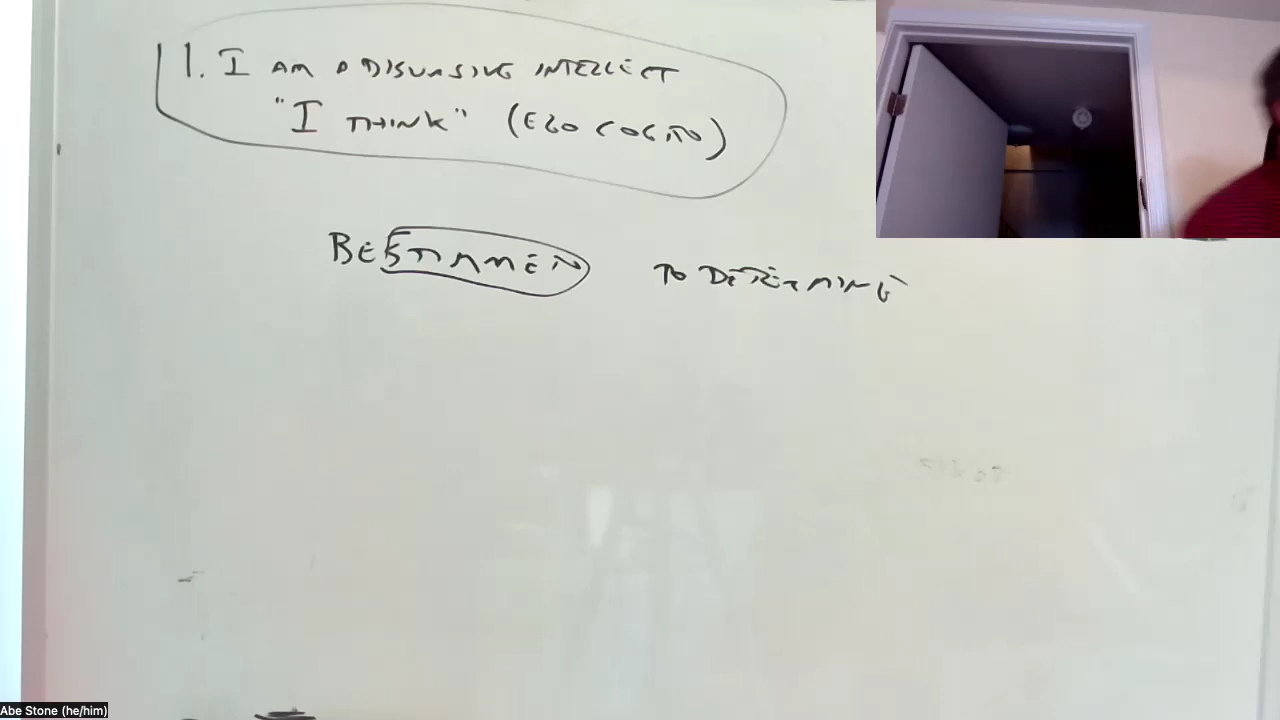 1. I AM A DISCURSIVE INTELLECT
"I THINK" (EGO COGITO)
BESTIMMEN TO DETERMINE
Abe Stone (he/him)